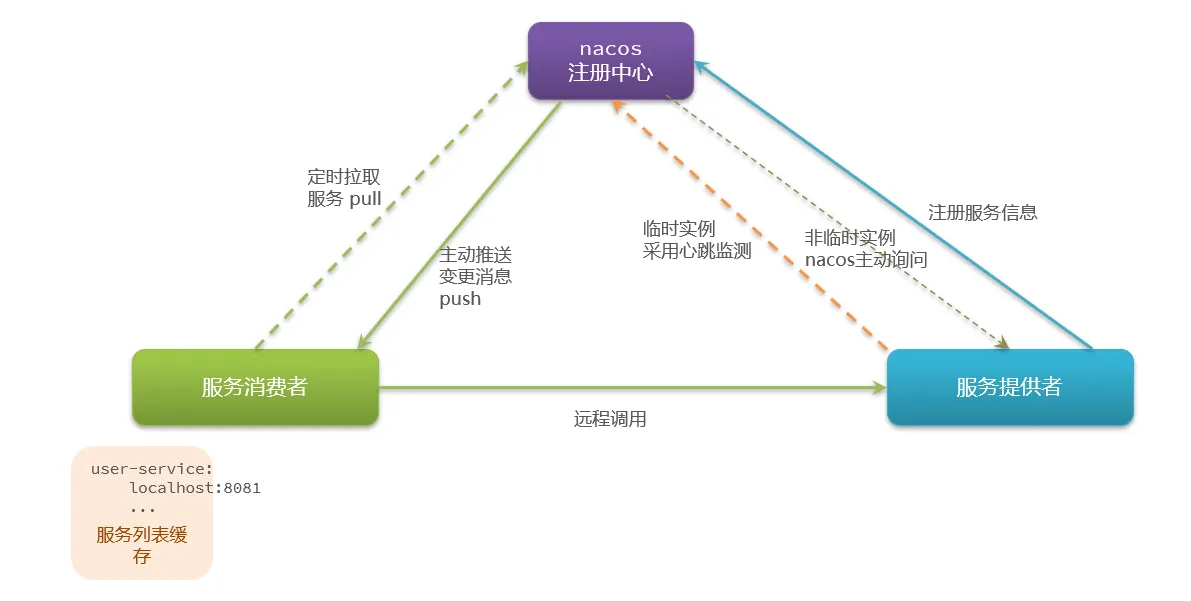 nacos
注册中心
定时拉取
服务 pull
主动推送
变更消息
push
临时实例
采用心跳监测
非临时实例
nacos主动询问
注册服务信息
服务消费者
远程调用
服务提供者
user-service:
localhost:8081
...
服务列表缓
存